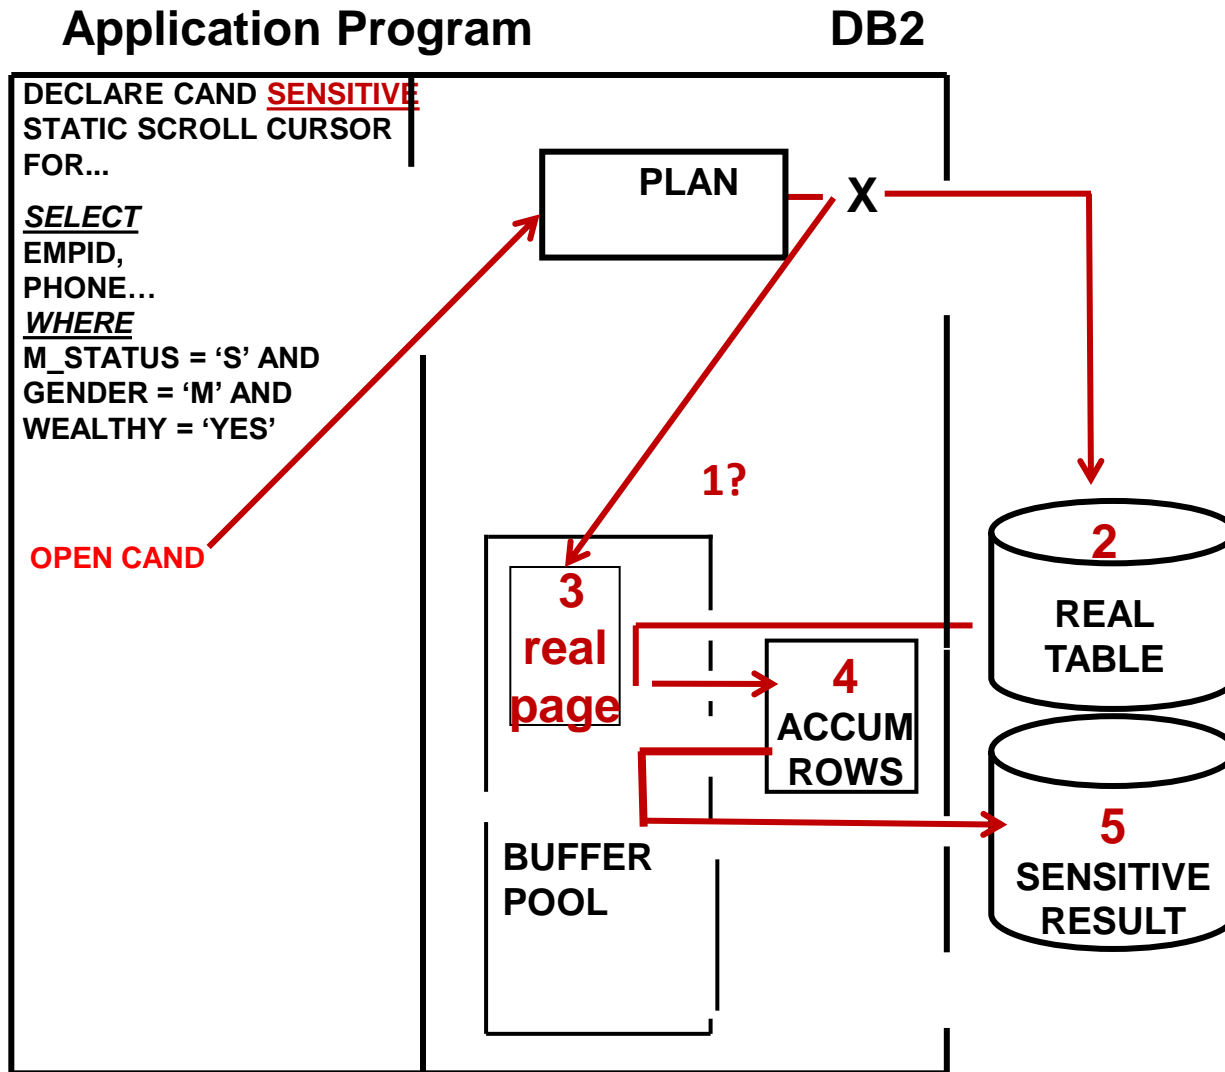 Application Program
DB2
DECLARE CAND SENSITIVE
STATIC SCROLL CURSOR
FOR...
SELECT
EMPID,
PHONE…
WHERE
M_STATUS = ‘S’ AND
GENDER = ‘M’ AND
WEALTHY = ‘YES’
OPEN CAND
PLAN
X
1?
2
REAL
TABLE
3
real
page
4
ACCUM
ROWS
5
SENSITIVE
RESULT
BUFFER
POOL